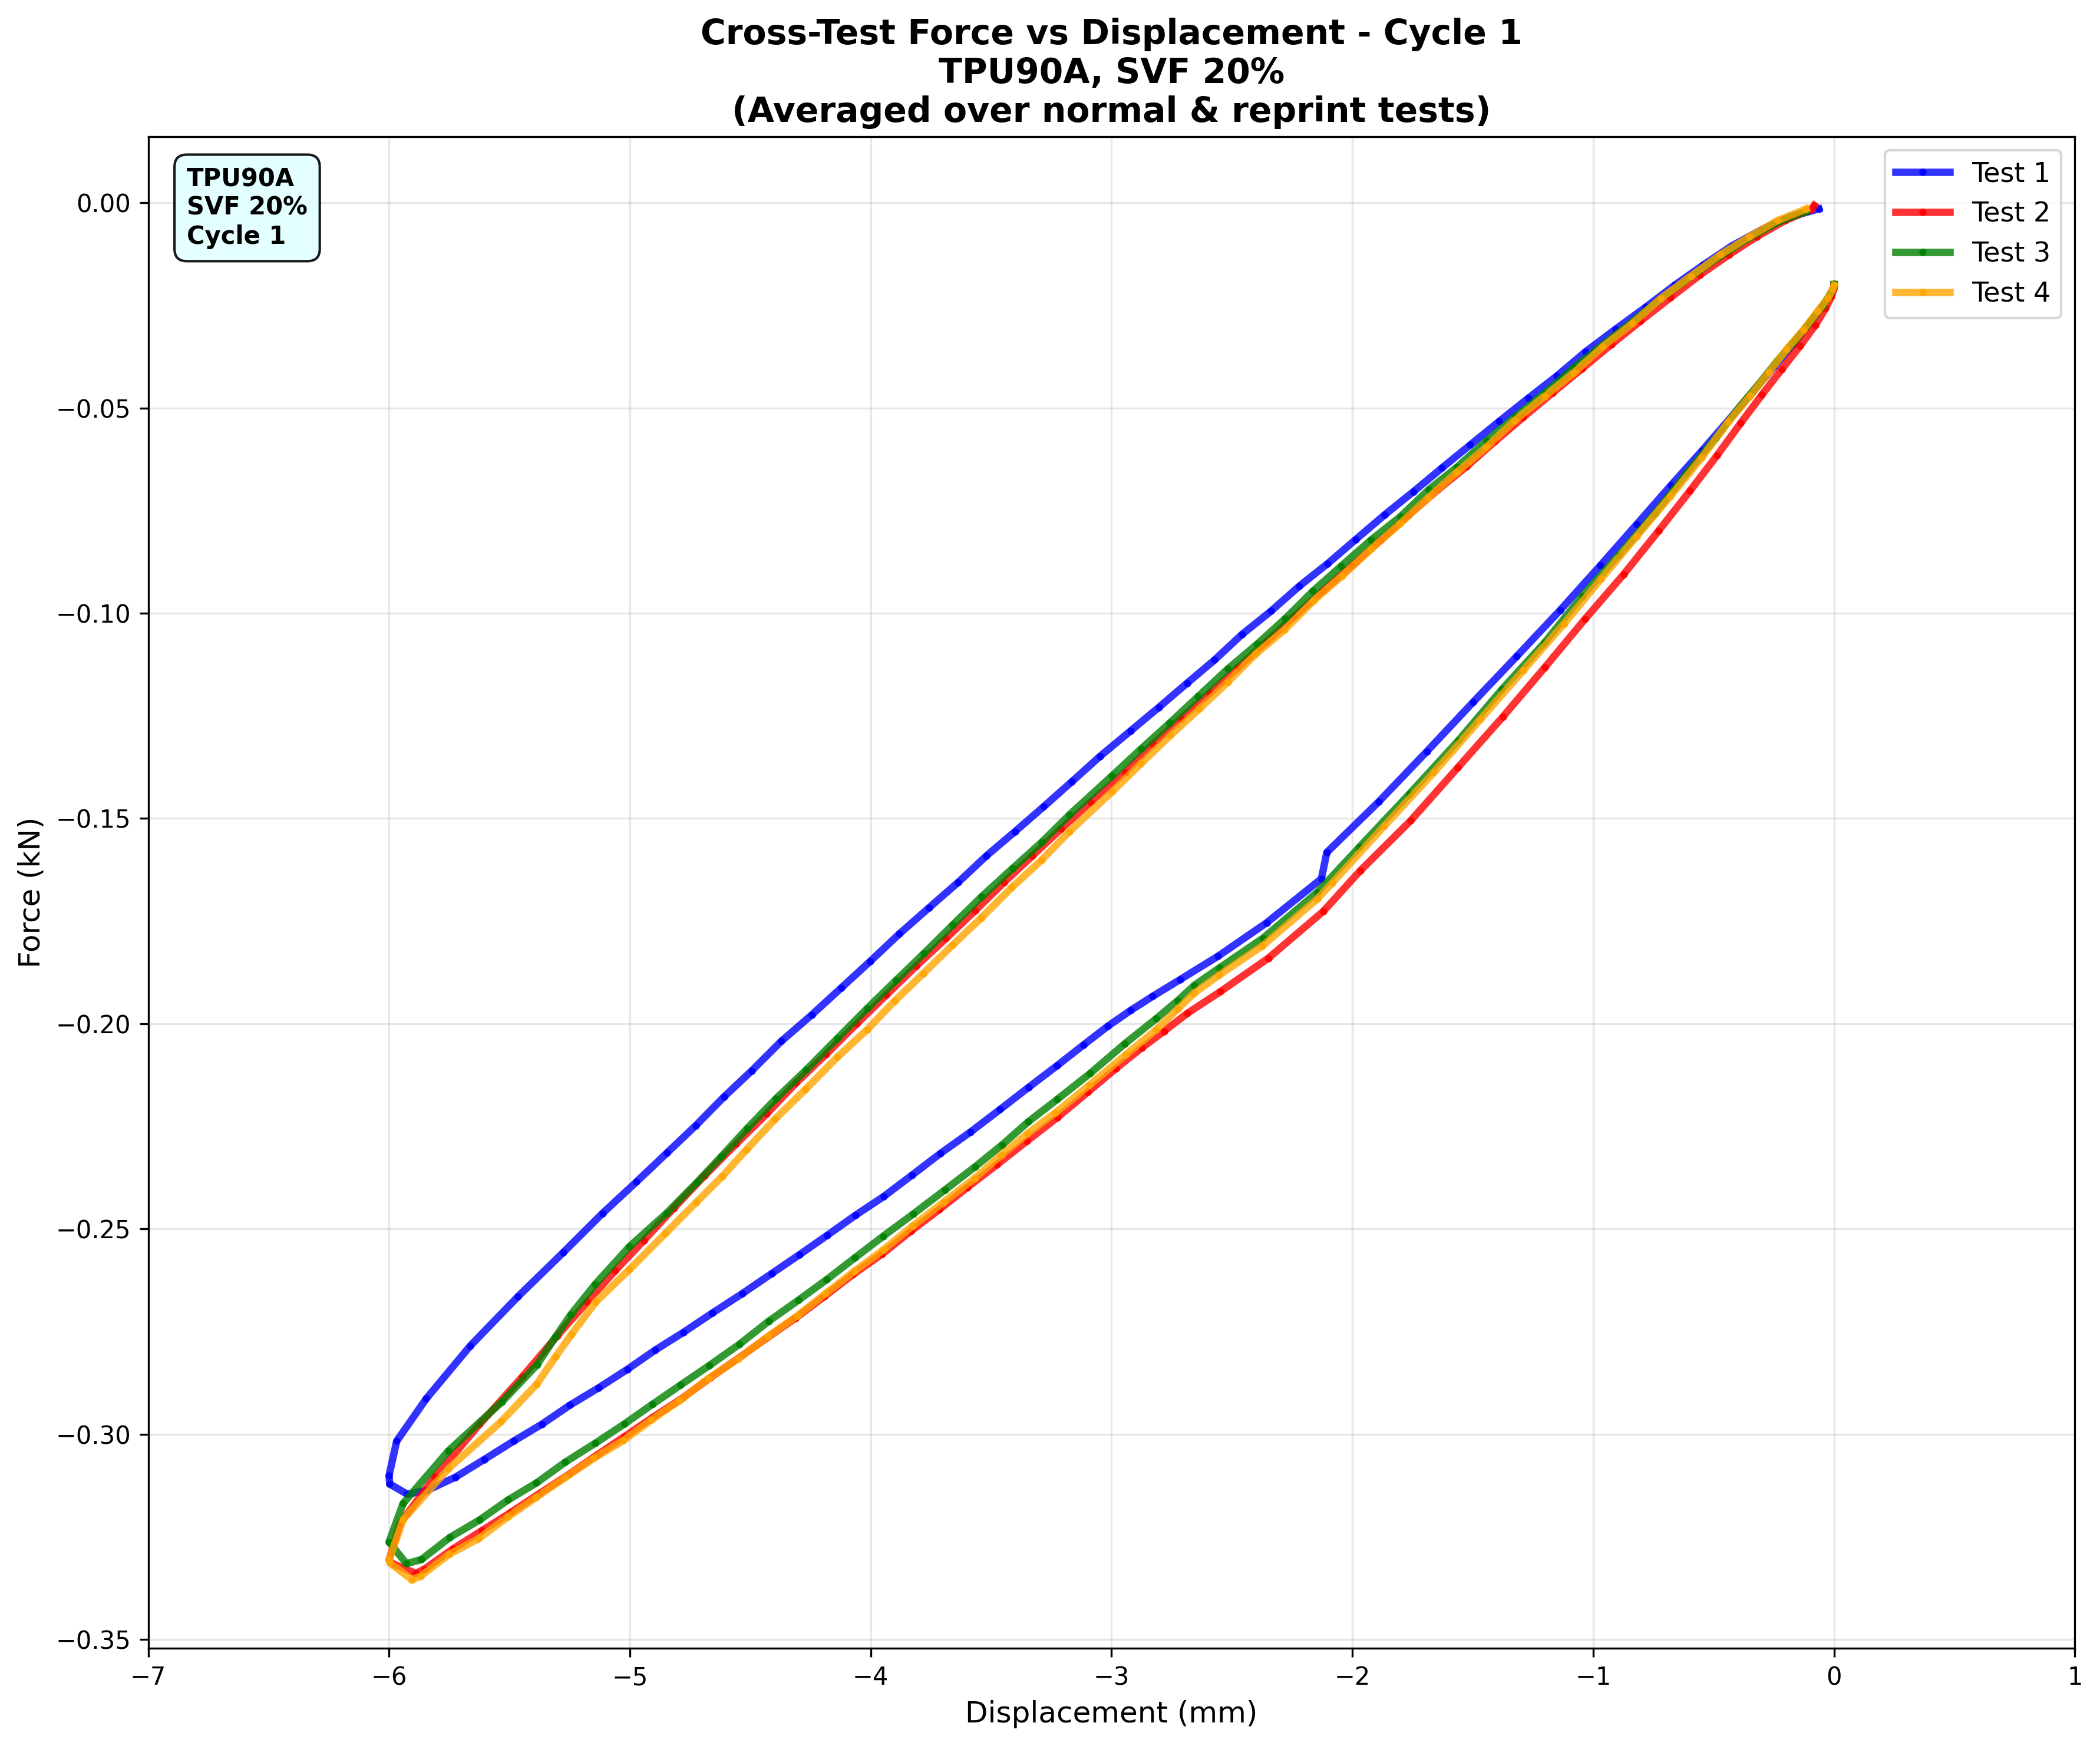 Cross-Test Force vs Displacement - Cycle 1
TPU90A, SVF 20%
(Averaged over normal & reprint tests)
TPU90A
SVF 20%
Cycle 1
Test 1
Test 2
Test 3
Test 4
Force (kN)
0.00
−0.05
−0.10
−0.15
−0.20
−0.25
−0.30
−0.35
−7
−6
−5
−4
−3
−2
−1
0
1
Displacement (mm)